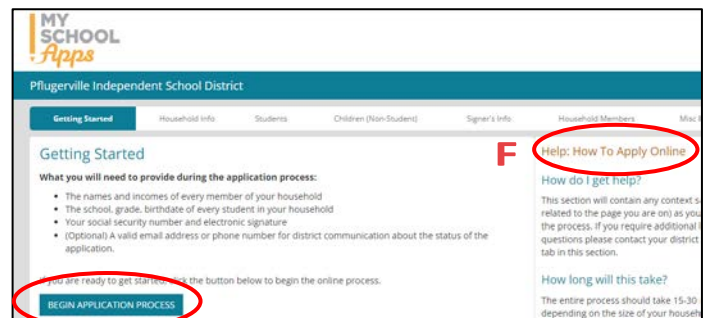 MY
SCHOOL
Apps
Pflugerville Independent School District
Getting Started Household Info Students Children (Non-Student) Signer's Info Household Members Misc
Getting Started
What you will need to provide during the application process:
• The names and incomes of every member of your household
• The school, grade, birthdate of every student in your household
• Your social security number and electronic signature
• (Optional) A valid email address or phone number for district communication about the status of the
application.
If you are ready to get started, click the button below to begin the online process.
BEGIN APPLICATION PROCESS
F
Help: How To Apply Online
How do I get help?
This section will contain any context
related to the page you are on) as you
the process. If you require additional
questions please contact your district
tab in this section.
How long will this take?
The entire process should take 15-30
depending on the size of your